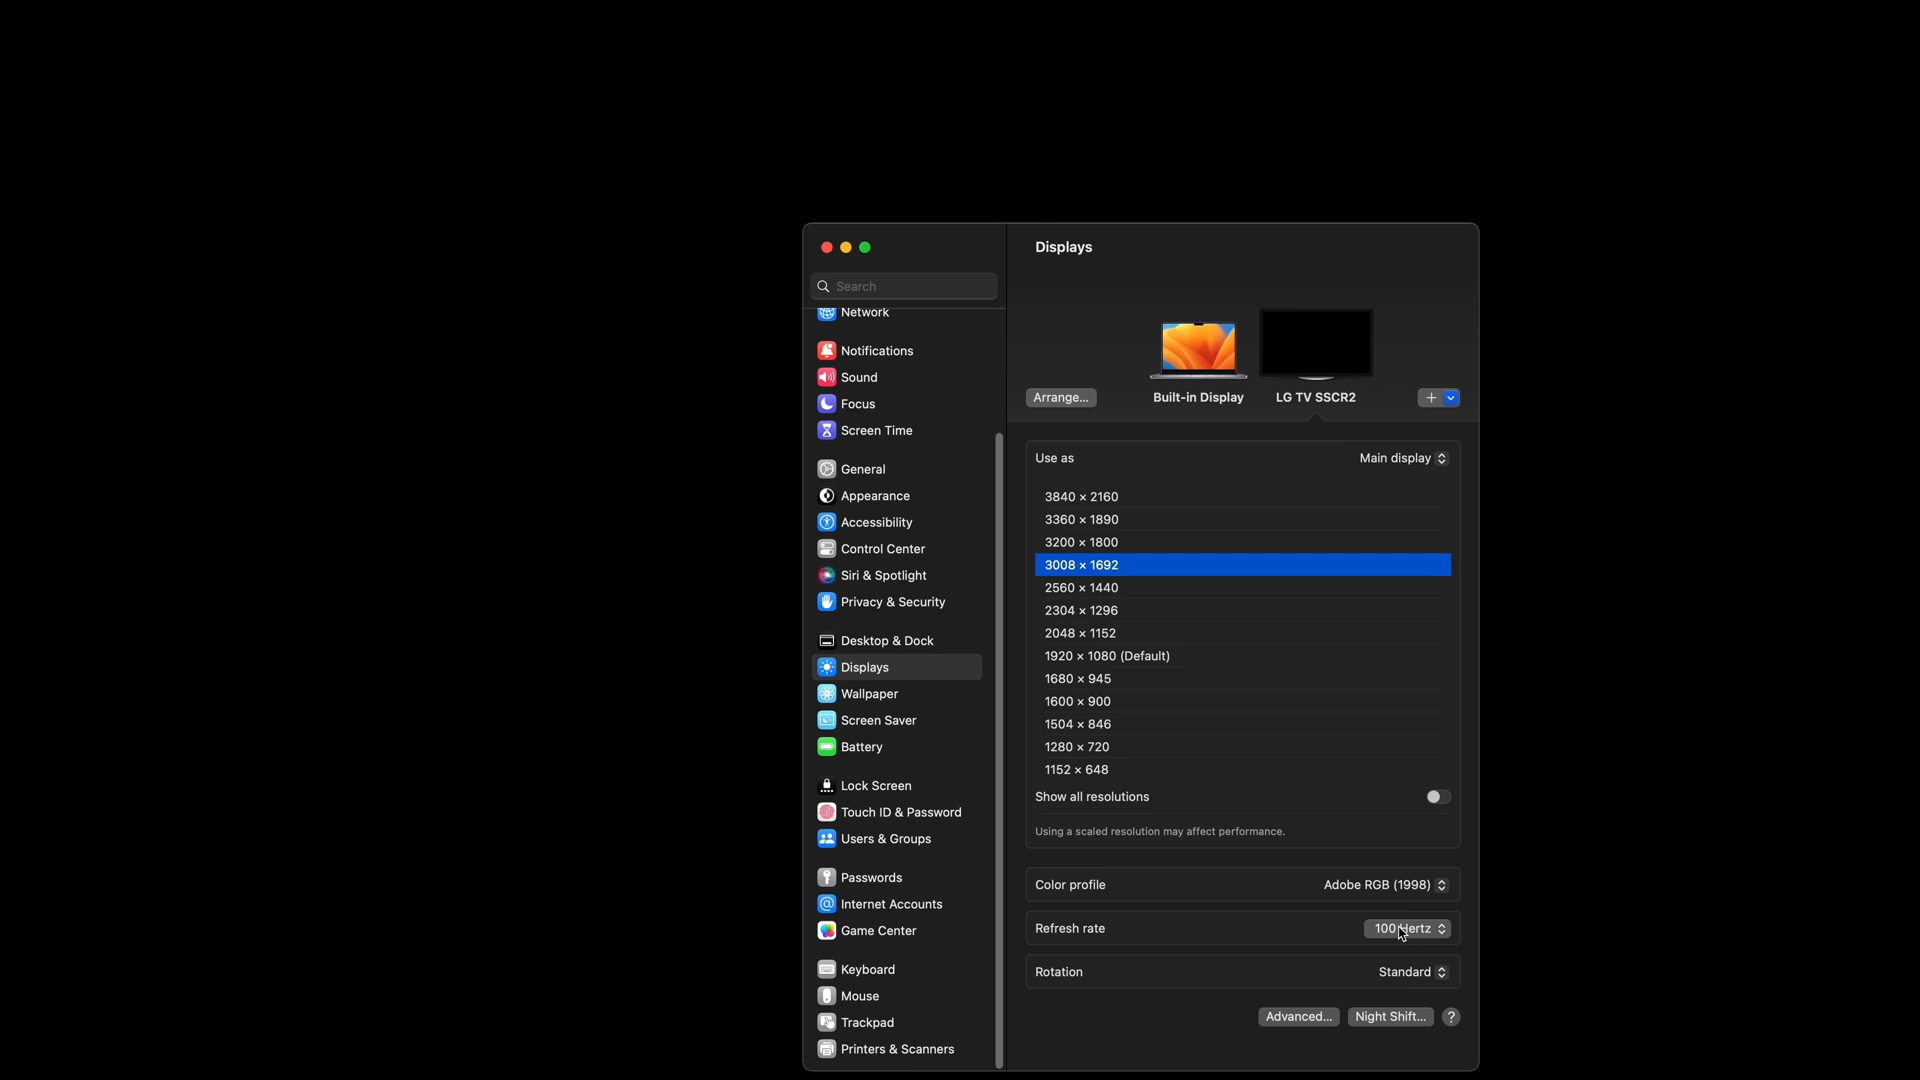 Displays
Search
Network
Notifications
Sound
Focus
Screen Time
General
Appearance
Accessibility
Control Center
Siri & Spotlight
Privacy & Security
Desktop & Dock
Displays
Wallpaper
Screen Saver
Battery
Lock Screen
Touch ID & Password
Users & Groups
Passwords
Internet Accounts
Game Center
Keyboard
Mouse
Trackpad
Printers & Scanners
Arrange...
Built-in Display
LG TV SSCR2
Use as
Main display
3840 × 2160
3360 × 1890
3200 × 1800
3008 × 1692
2560 × 1440
2304 × 1296
2048 × 1152
1920 × 1080 (Default)
1680 × 945
1600 × 900
1504 × 846
1280 × 720
1152 × 648
Show all resolutions
Using a scaled resolution may affect performance.
Color profile
Adobe RGB (1998)
Refresh rate
100 Hertz
Rotation
Standard
Advanced...
Night Shift...
?